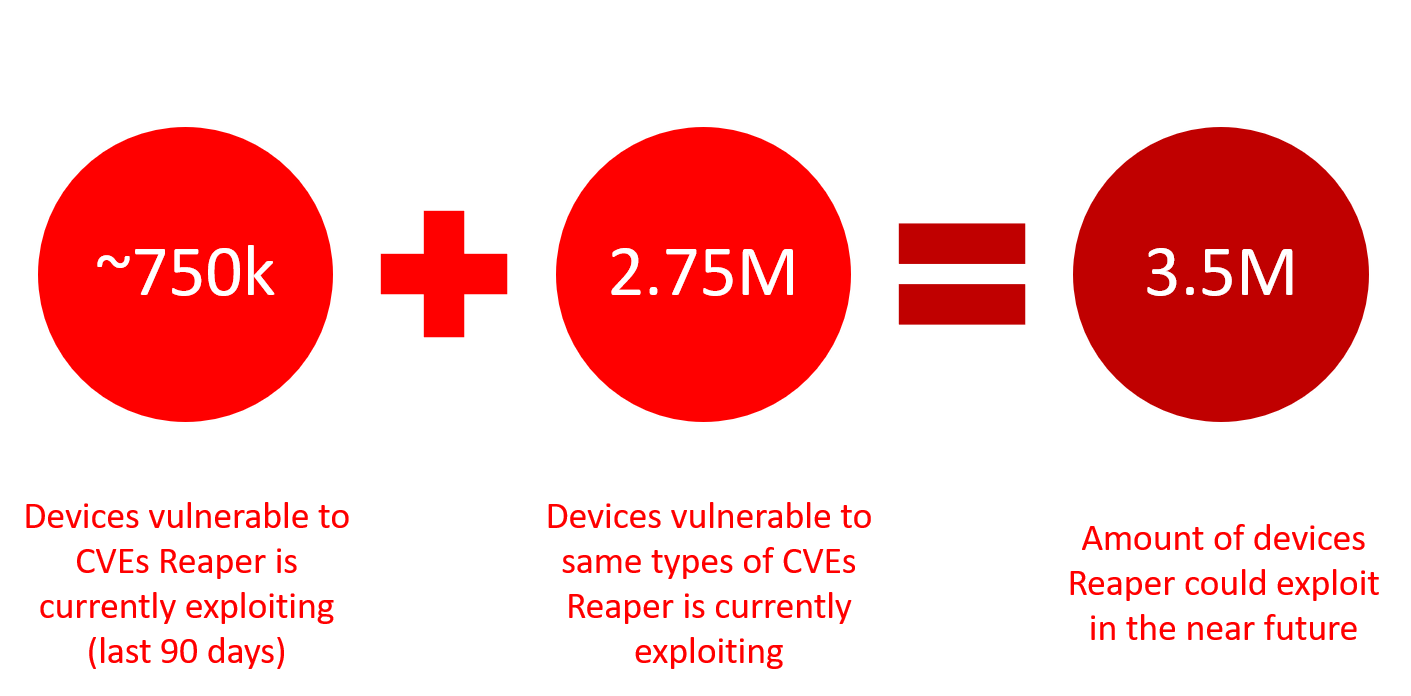 ~750k
2.75M
3.5M
Devices vulnerable to
CVEs Reaper is
currently exploiting
(last 90 days)
Devices vulnerable to
same types of CVEs
Reaper is currently
exploiting
Amount of devices
Reaper could exploit
in the near future